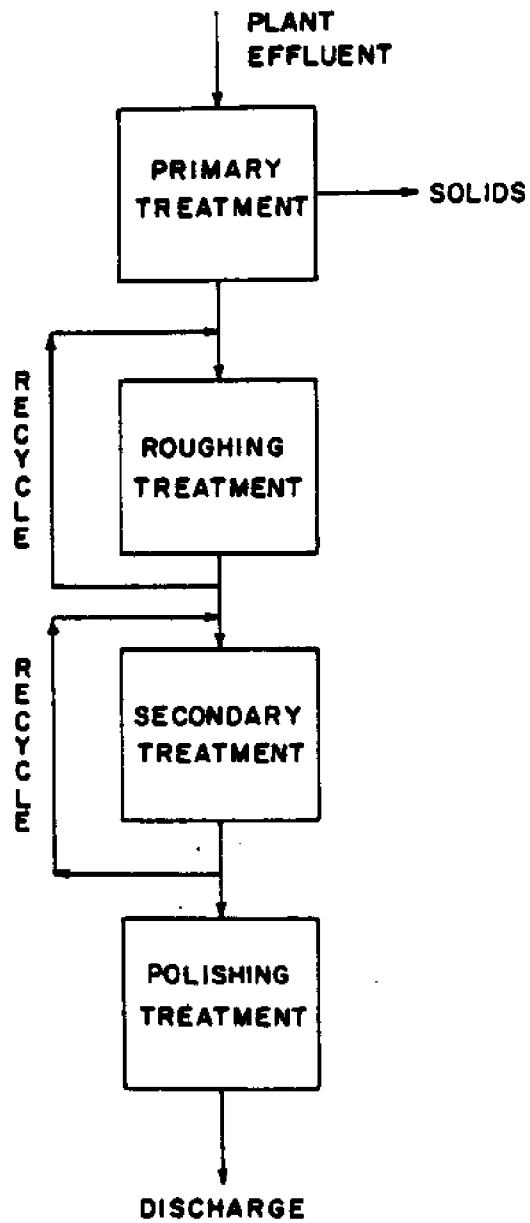 PLANT
EFFLUENT
PRIMARY
TREATMENT
SOLIDS
RECYCLE
ROUGHING
TREATMENT
RECYCLE
SECONDARY
TREATMENT
POLISHING
TREATMENT
DISCHARGE